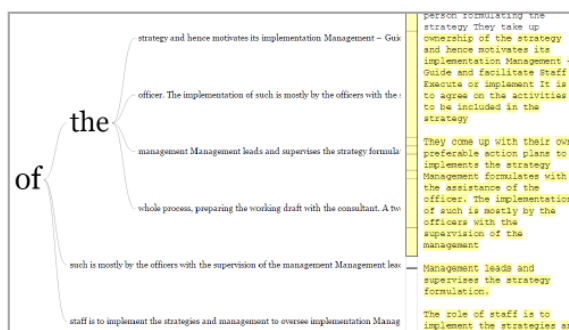 strategy and hence motivates its implementation Management – Guid
officer. The implementation of such is mostly by the officers with the
the
management Management leads and supervises the strategy formula
of
whole process, preparing the working draft with the consultant. A tw
such is mostly by the officers with the supervision of the management Management lea
staff is to implement the strategies and management to oversee implementation Manag
person formulating the
strategy They take up
ownership of the strategy
and hence motivates its
implementation Management -
Guide and facilitate Staff
Execute or implement It is
to agree on the activities
to be included in the
strategy
They come up with their own
preferable action plans to
implements the strategy
Management formulates with
the assistance of the
officer. The implementation
of such is mostly by the
officers with the
supervision of the
management
Management leads and
supervises the strategy
formulation.
The role of staff is to
implement the strategies an